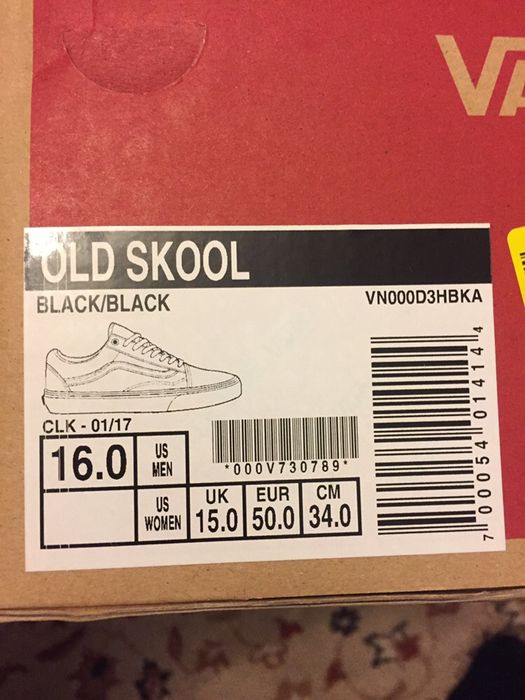 VA
OLD SKOOL
BLACK/BLACK VN000D3HBKA
CLK - 01/17
16.0 US MEN
*000V730789*
US WOMEN
UK 15.0
EUR 50.0
CM 34.0
7 00054 01414 4